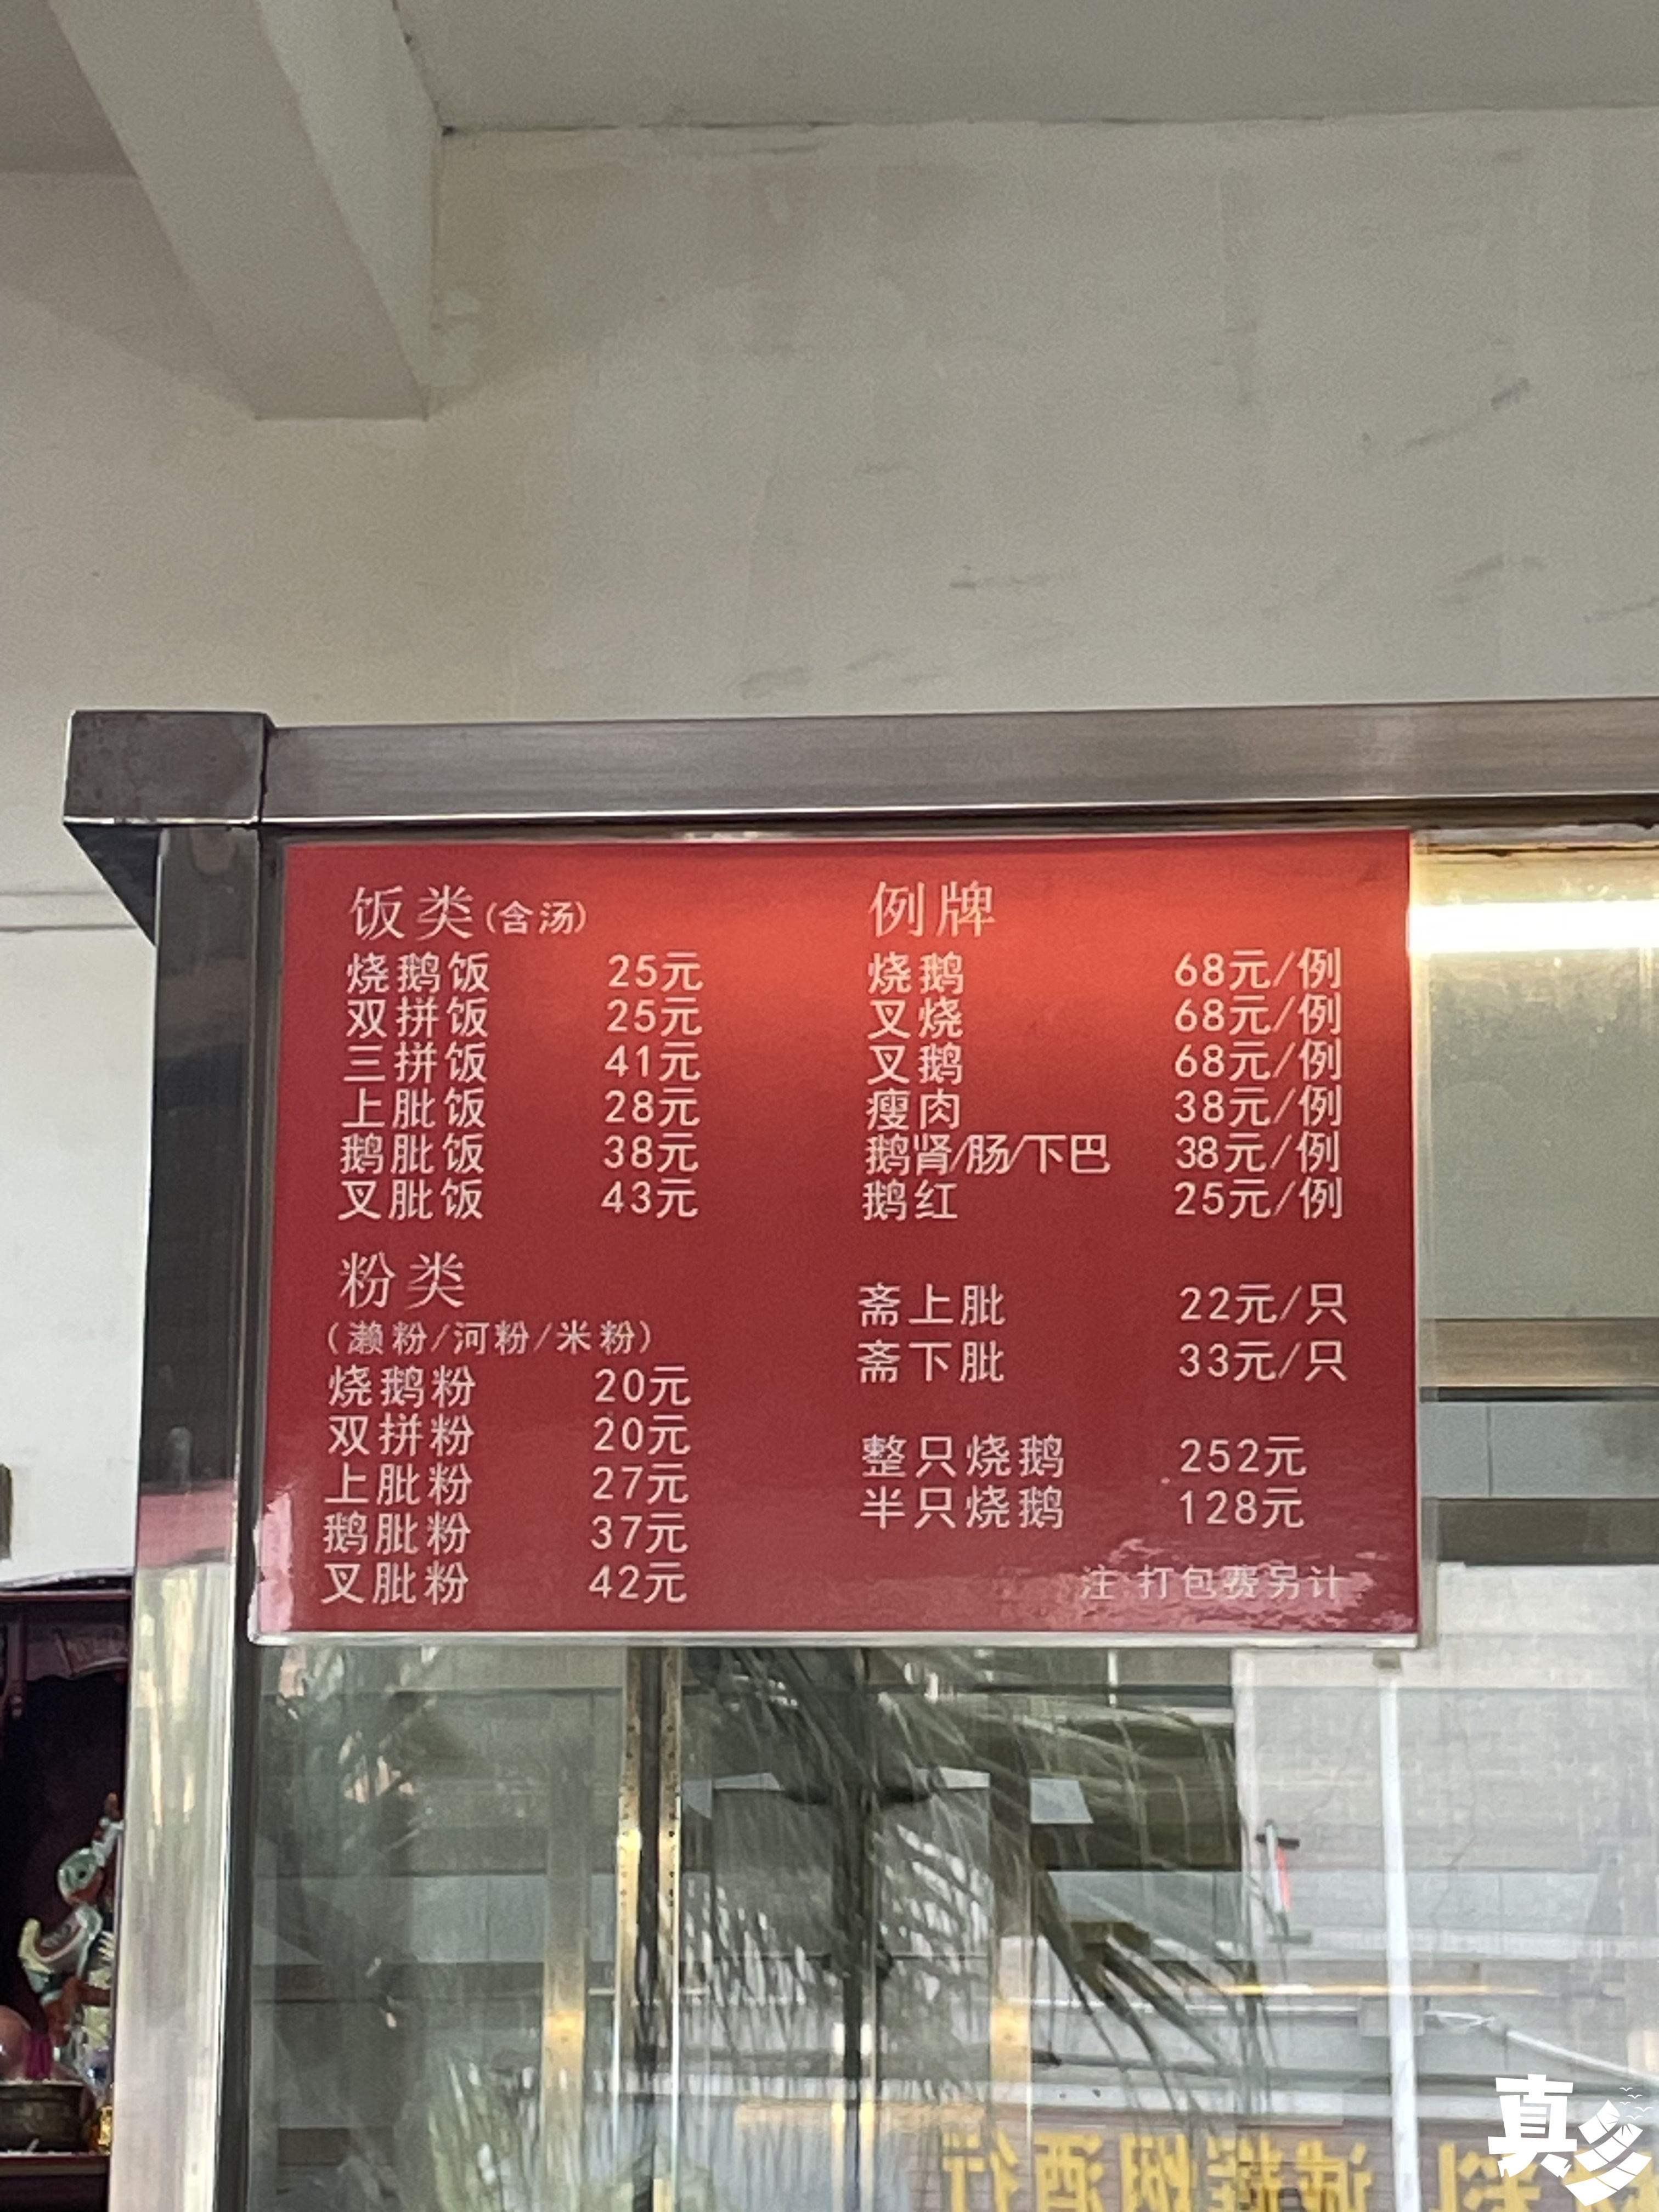 饭类(含汤)
烧鹅饭 25元
双拼饭 25元
三拼饭 41元
上肶饭 28元
鹅肶饭 38元
叉肶饭 43元
粉类
(濑粉/河粉/米粉)
烧鹅粉 20元
双拼粉 20元
上肶粉 27元
鹅肶粉 37元
叉肶粉 42元
例牌
烧鹅 68元/例
叉烧 68元/例
叉鹅 68元/例
瘦肉 38元/例
鹅肾/肠/下巴 38元/例
鹅红 25元/例
斋上肶 22元/只
斋下肶 33元/只
整只烧鹅 252元
半只烧鹅 128元
注 打包费另计
诚辉烟酒行
真乡